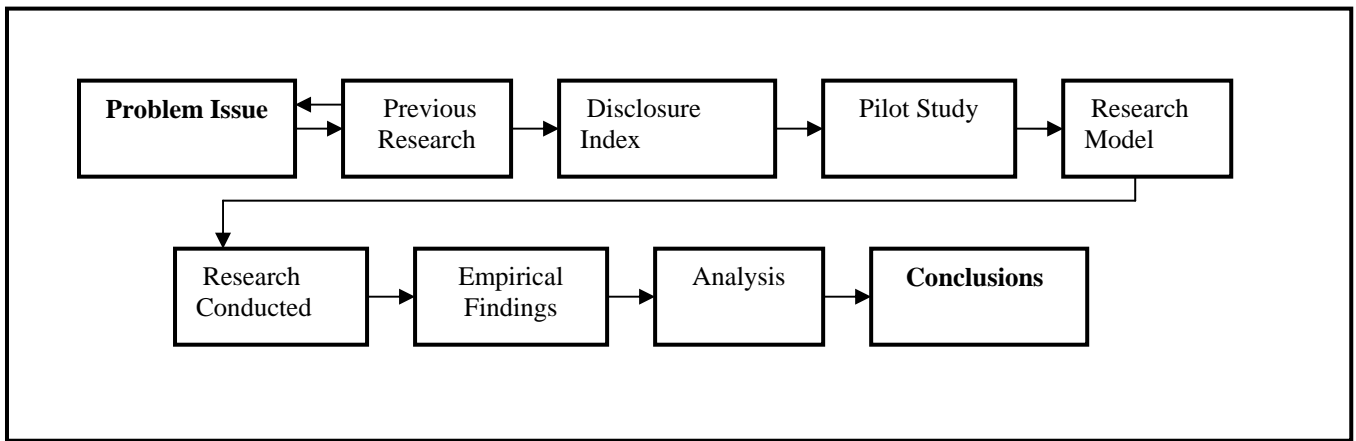 Problem Issue
Previous
Research
Disclosure
Index
Pilot Study
Research
Model
Research
Conducted
Empirical
Findings
Analysis
Conclusions